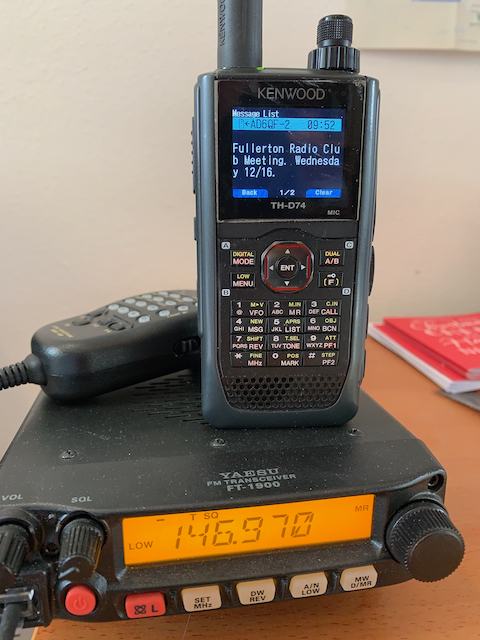 KENWOOD
Message List
AD6QF-2 09:52
Fullerton Radio Clu
b Meeting. Wednesda
y 12/16.
Back 1/2 Clear
TH-D74
MIC
A C
DIGITAL MODE DUAL A/B
ENT
LOW MENU F
B D
1 M>V VFO 2 ABC M.IN MR 3 DEF C.IN CALL
4 GHI NEW MSG 5 JKL APRS LIST 6 MNO OBJ BCN
7 PQRS SHIFT REV 8 TUV T.SEL TONE 9 WXYZ ATT PF1
* FINE MHz 0 POS MARK # STEP PF2
YAESU
FM TRANSCEIVER
FT-1900
VOL SQL
- T SQ MR
LOW 146.970
L SET MHz D/W REV A/N LOW MW D/MR